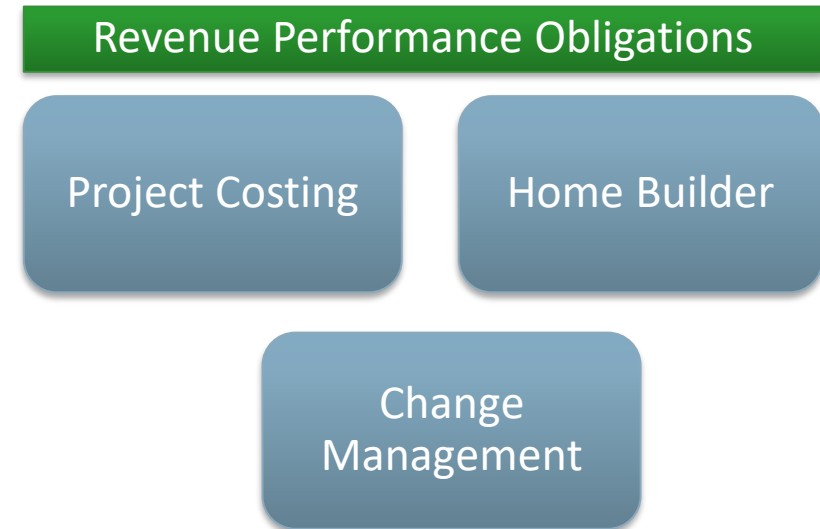 Revenue Performance Obligations
Project Costing
Home Builder
Change
Management